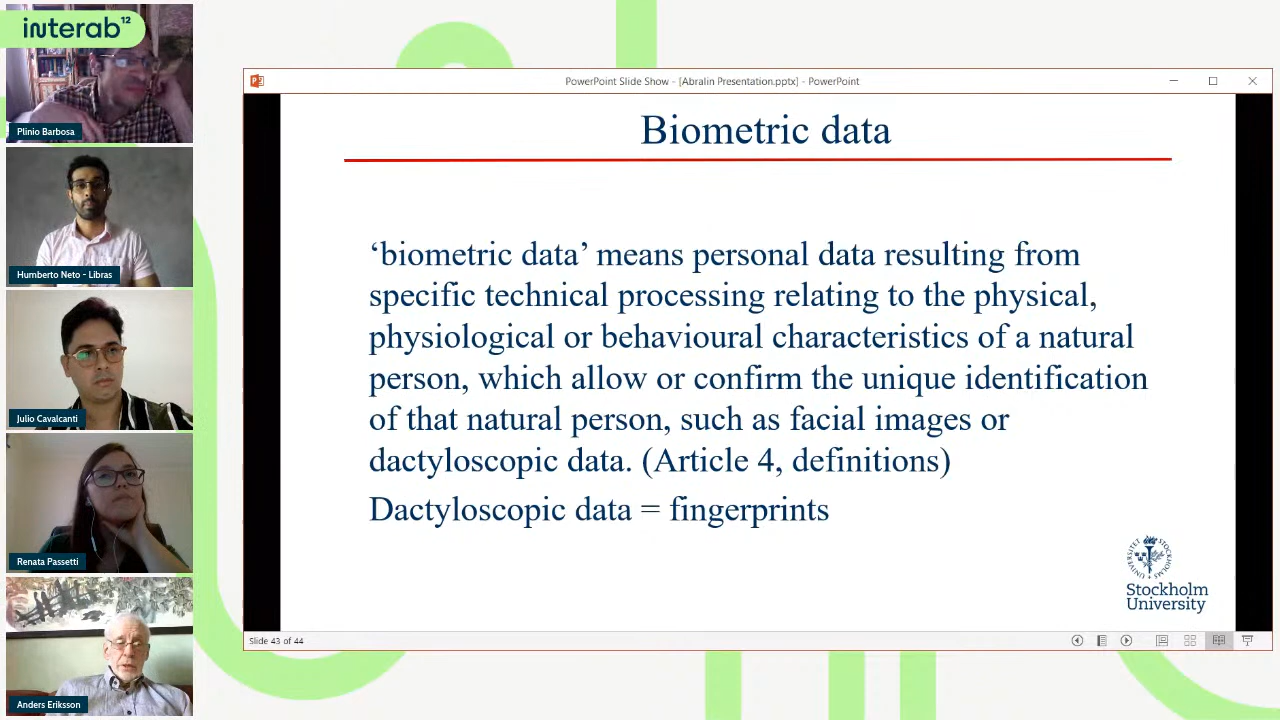 interab12
Plinio Barbosa
Humberto Neto - Libras
Julio Cavalcanti
Renata Passetti
Anders Eriksson
PowerPoint Slide Show - [Abralin Presentation.pptx] - PowerPoint
Biometric data
‘biometric data’ means personal data resulting from
specific technical processing relating to the physical,
physiological or behavioural characteristics of a natural
person, which allow or confirm the unique identification
of that natural person, such as facial images or
dactyloscopic data. (Article 4, definitions)
Dactyloscopic data = fingerprints
Stockholm
University
Slide 43 of 44